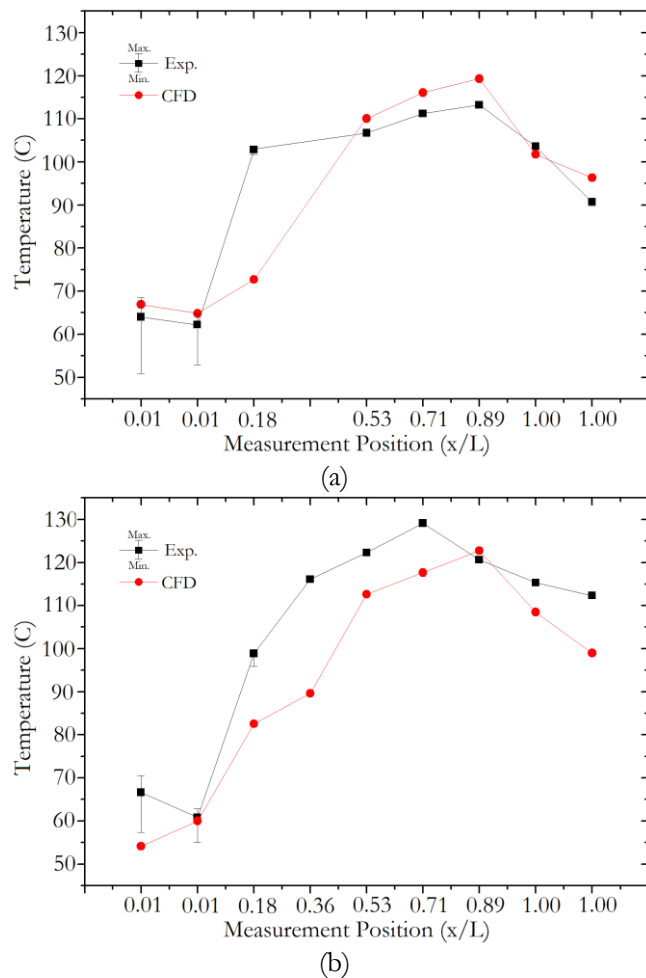 130
120
110
100
90
80
70
60
50
Temperature (C)
Max.
Exp.
Min.
CFD
0.01 0.01 0.18 0.53 0.71 0.89 1.00 1.00
Measurement Position (x/L)
(a)
130
120
110
100
90
80
70
60
50
Temperature (C)
Max.
Exp.
Min.
CFD
0.01 0.01 0.18 0.36 0.53 0.71 0.89 1.00 1.00
Measurement Position (x/L)
(b)